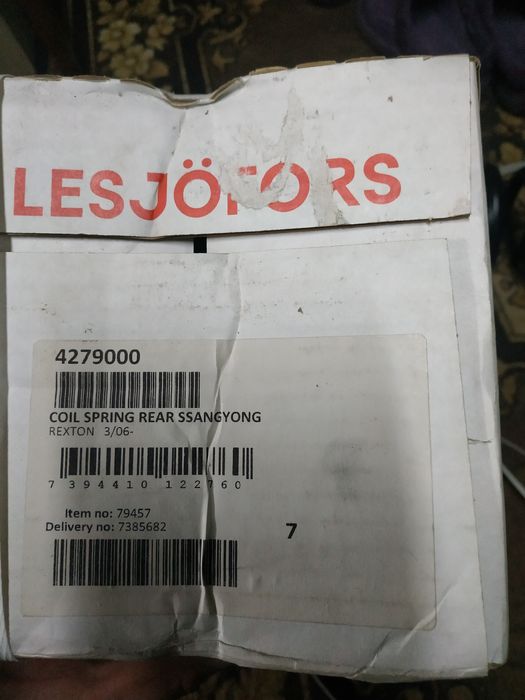 LESJÖFORS
4279000
COIL SPRING REAR SSANGYONG
REXTON 3/06-
7 394410 122760
Item no: 79457
Delivery no: 7385682
7